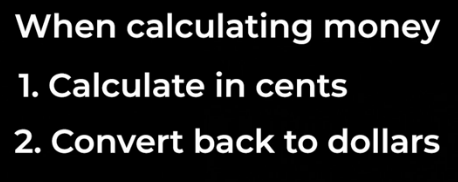 When calculating money
1. Calculate in cents
2. Convert back to dollars